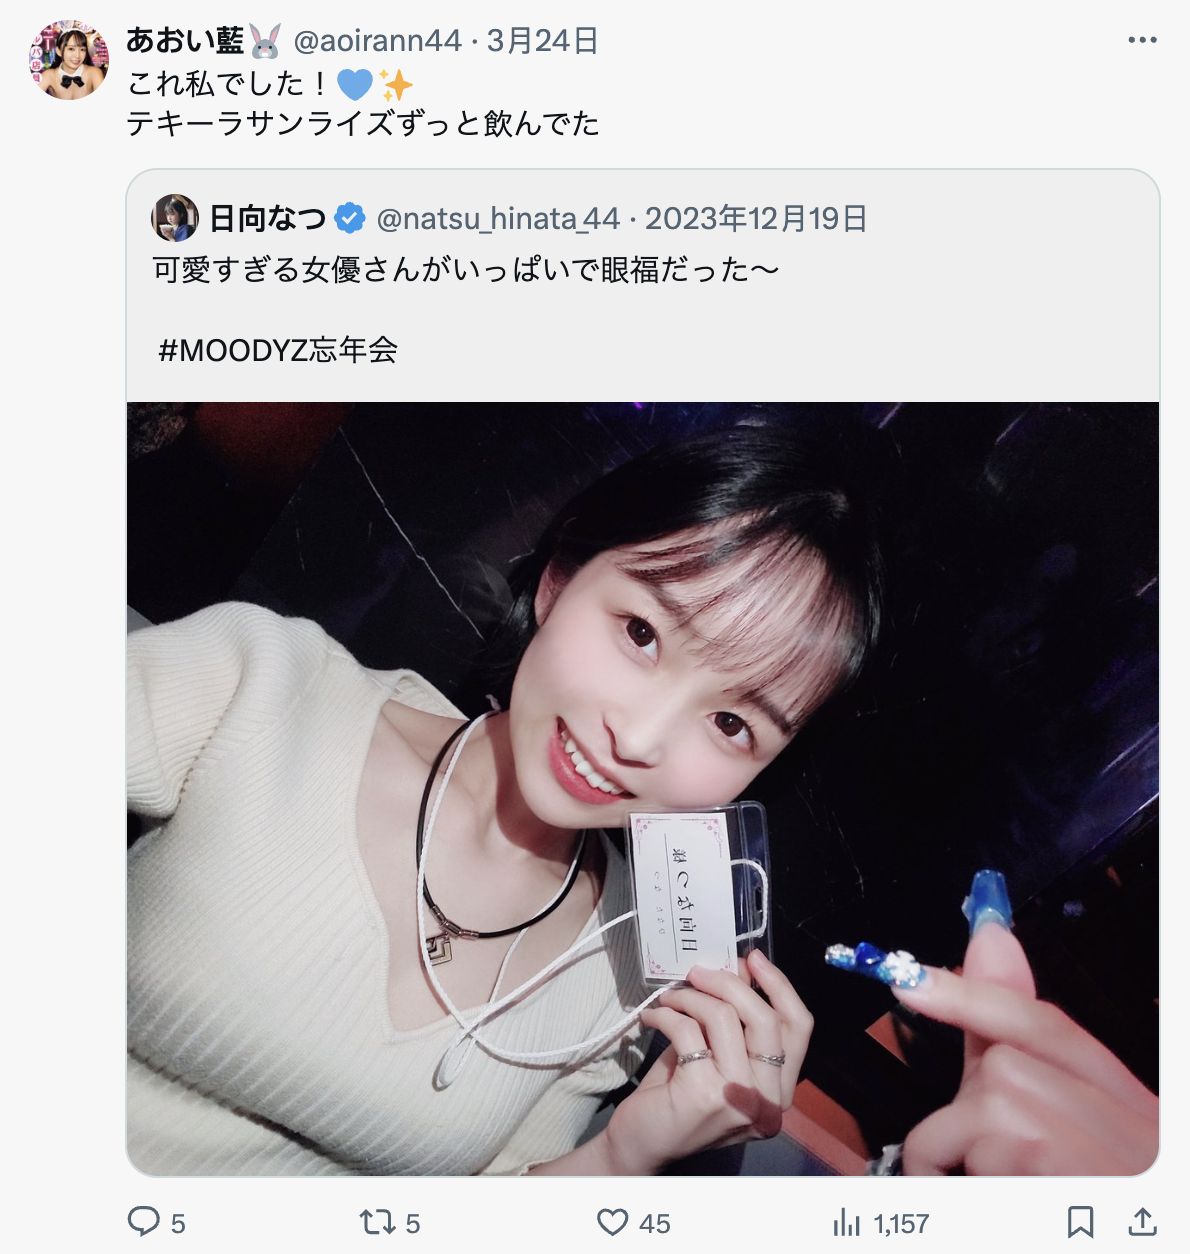 あおい藍🐰 @aoirann44 · 3月24日
これ私でした！💙✨
テキーラサンライズずっと飲んでた
日向なつ @natsu_hinata_44 · 2023年12月19日
可愛すぎる女優さんがいっぱいで眼福だった〜
#MOODYZ忘年会
日向なつ
5
5
45
1,157